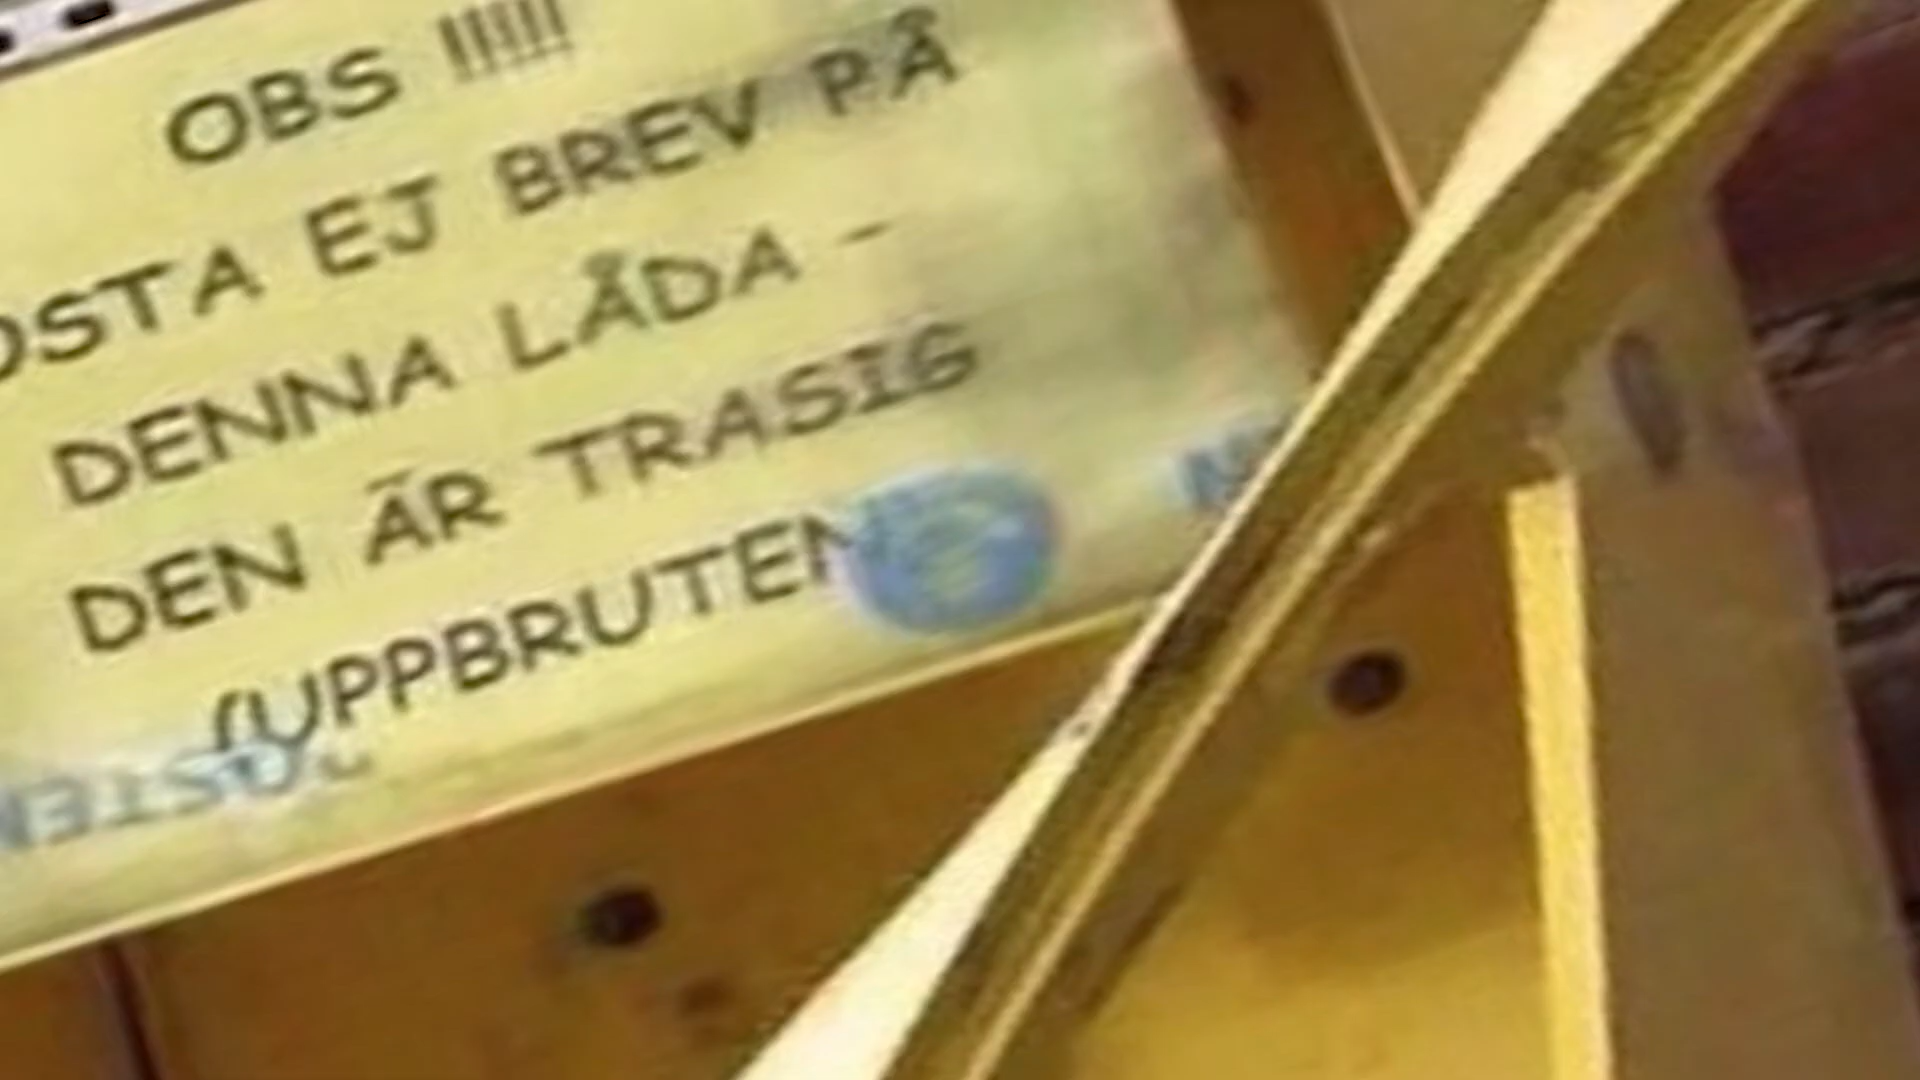 OBS !!!!!!
OSTA EJ BREV PÅ
DENNA LÅDA -
DEN ÄR TRASIG
(UPPBRUTEN